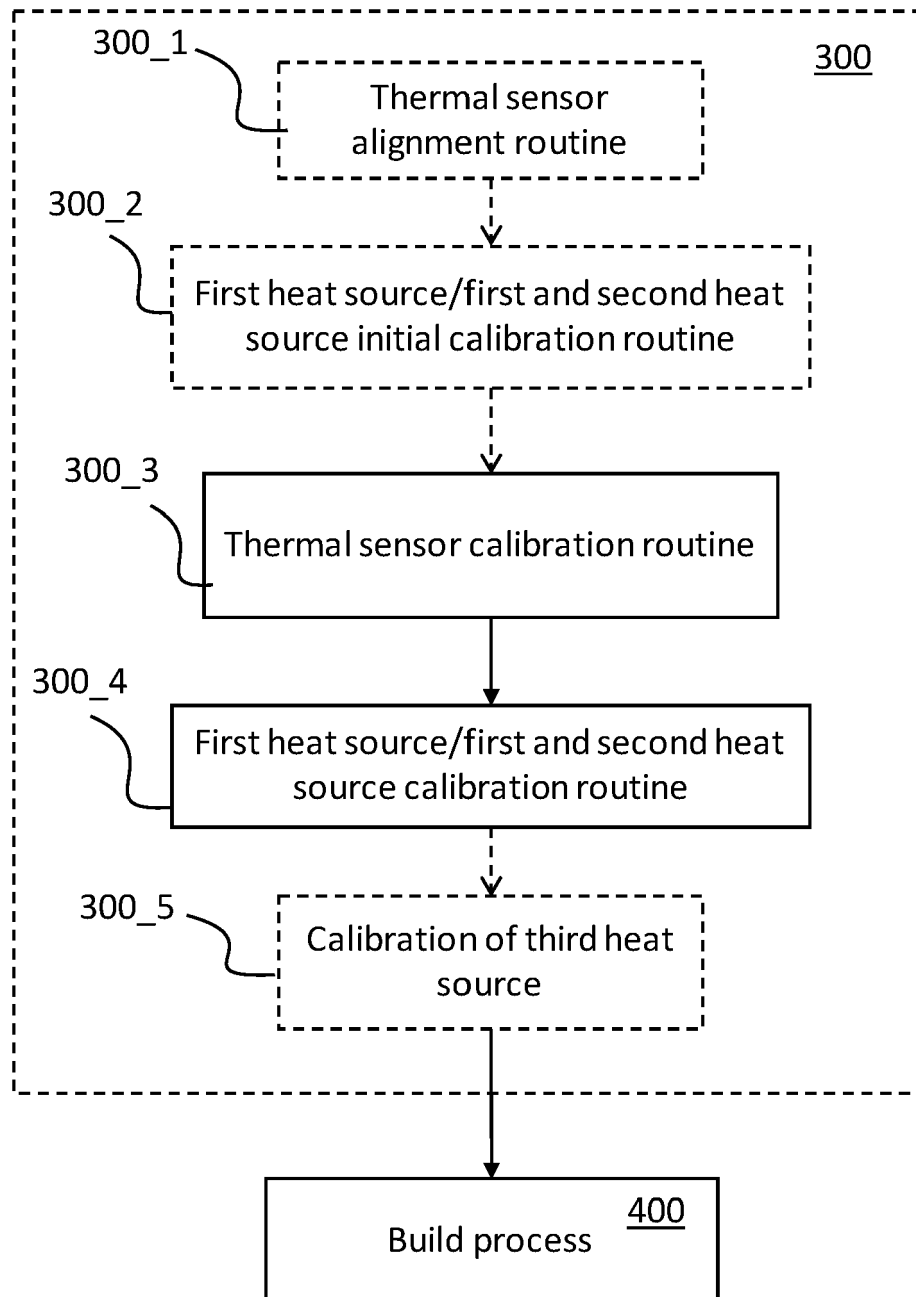 300_1
300
Thermal sensor
alignment routine
300_2
First heat source/first and second heat
source initial calibration routine
300_3
Thermal sensor calibration routine
300_4
First heat source/first and second heat
source calibration routine
300_5
Calibration of third heat
source
400
Build process